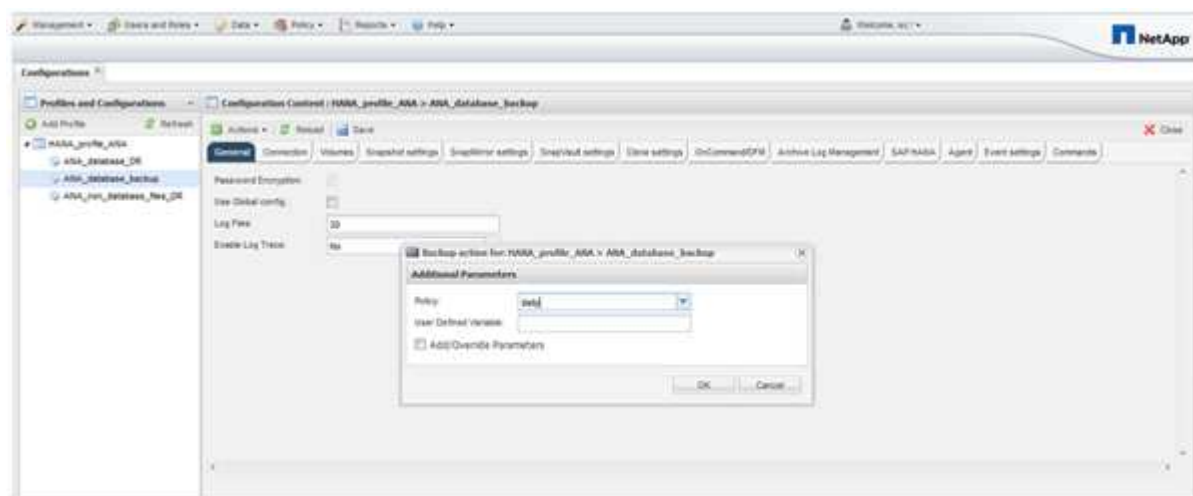 Management Users and Roles Data Policy Reports Help Welcome,
NetApp
Configurations
Profiles and Configurations
Configuration Content : HANA_profile_ANA > ANA_database_backup
Add Profile Refresh
Actions Reload Save Close
HANA_profile_ANA
ANA_database_DR
ANA_database_backup
ANA_non_database_files_DR
General Connection Volumes Snapshot settings SnapMirror settings SnapVault settings Clone settings OnCommand/DFM Archive Log Management SAP HANA Agent Event settings Commands
Password Encryption
Use Global config
Log Files 30
Enable Log Trace No
Backup action for: HANA_profile_ANA > ANA_database_backup
Additional Parameters
Policy: daily
User Defined Variable
Add/Override Parameters
OK Cancel